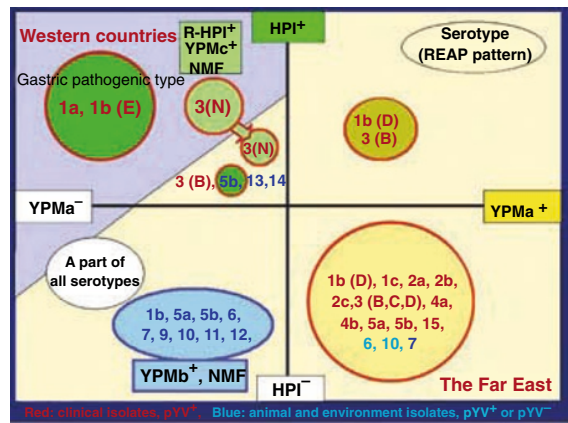 Western countries
R-HPI⁺
YPMc⁺
NMF
HPI⁺
Serotype
(REAP pattern)
Gastric pathogenic type
1a, 1b (E)
3(N)
3(N)
1b (D)
3 (B)
3 (B), 5b, 13,14
YPMa⁻
YPMa ⁺
A part of
all serotypes
1b, 5a, 5b, 6,
7, 9, 10, 11, 12,
YPMb⁺, NMF
1b (D), 1c, 2a, 2b,
2c,3 (B,C,D), 4a,
4b, 5a, 5b, 15,
6, 10, 7
HPI⁻
The Far East
Red: clinical isolates, pYV⁺, Blue: animal and environment isolates, pYV⁺ or pYV⁻